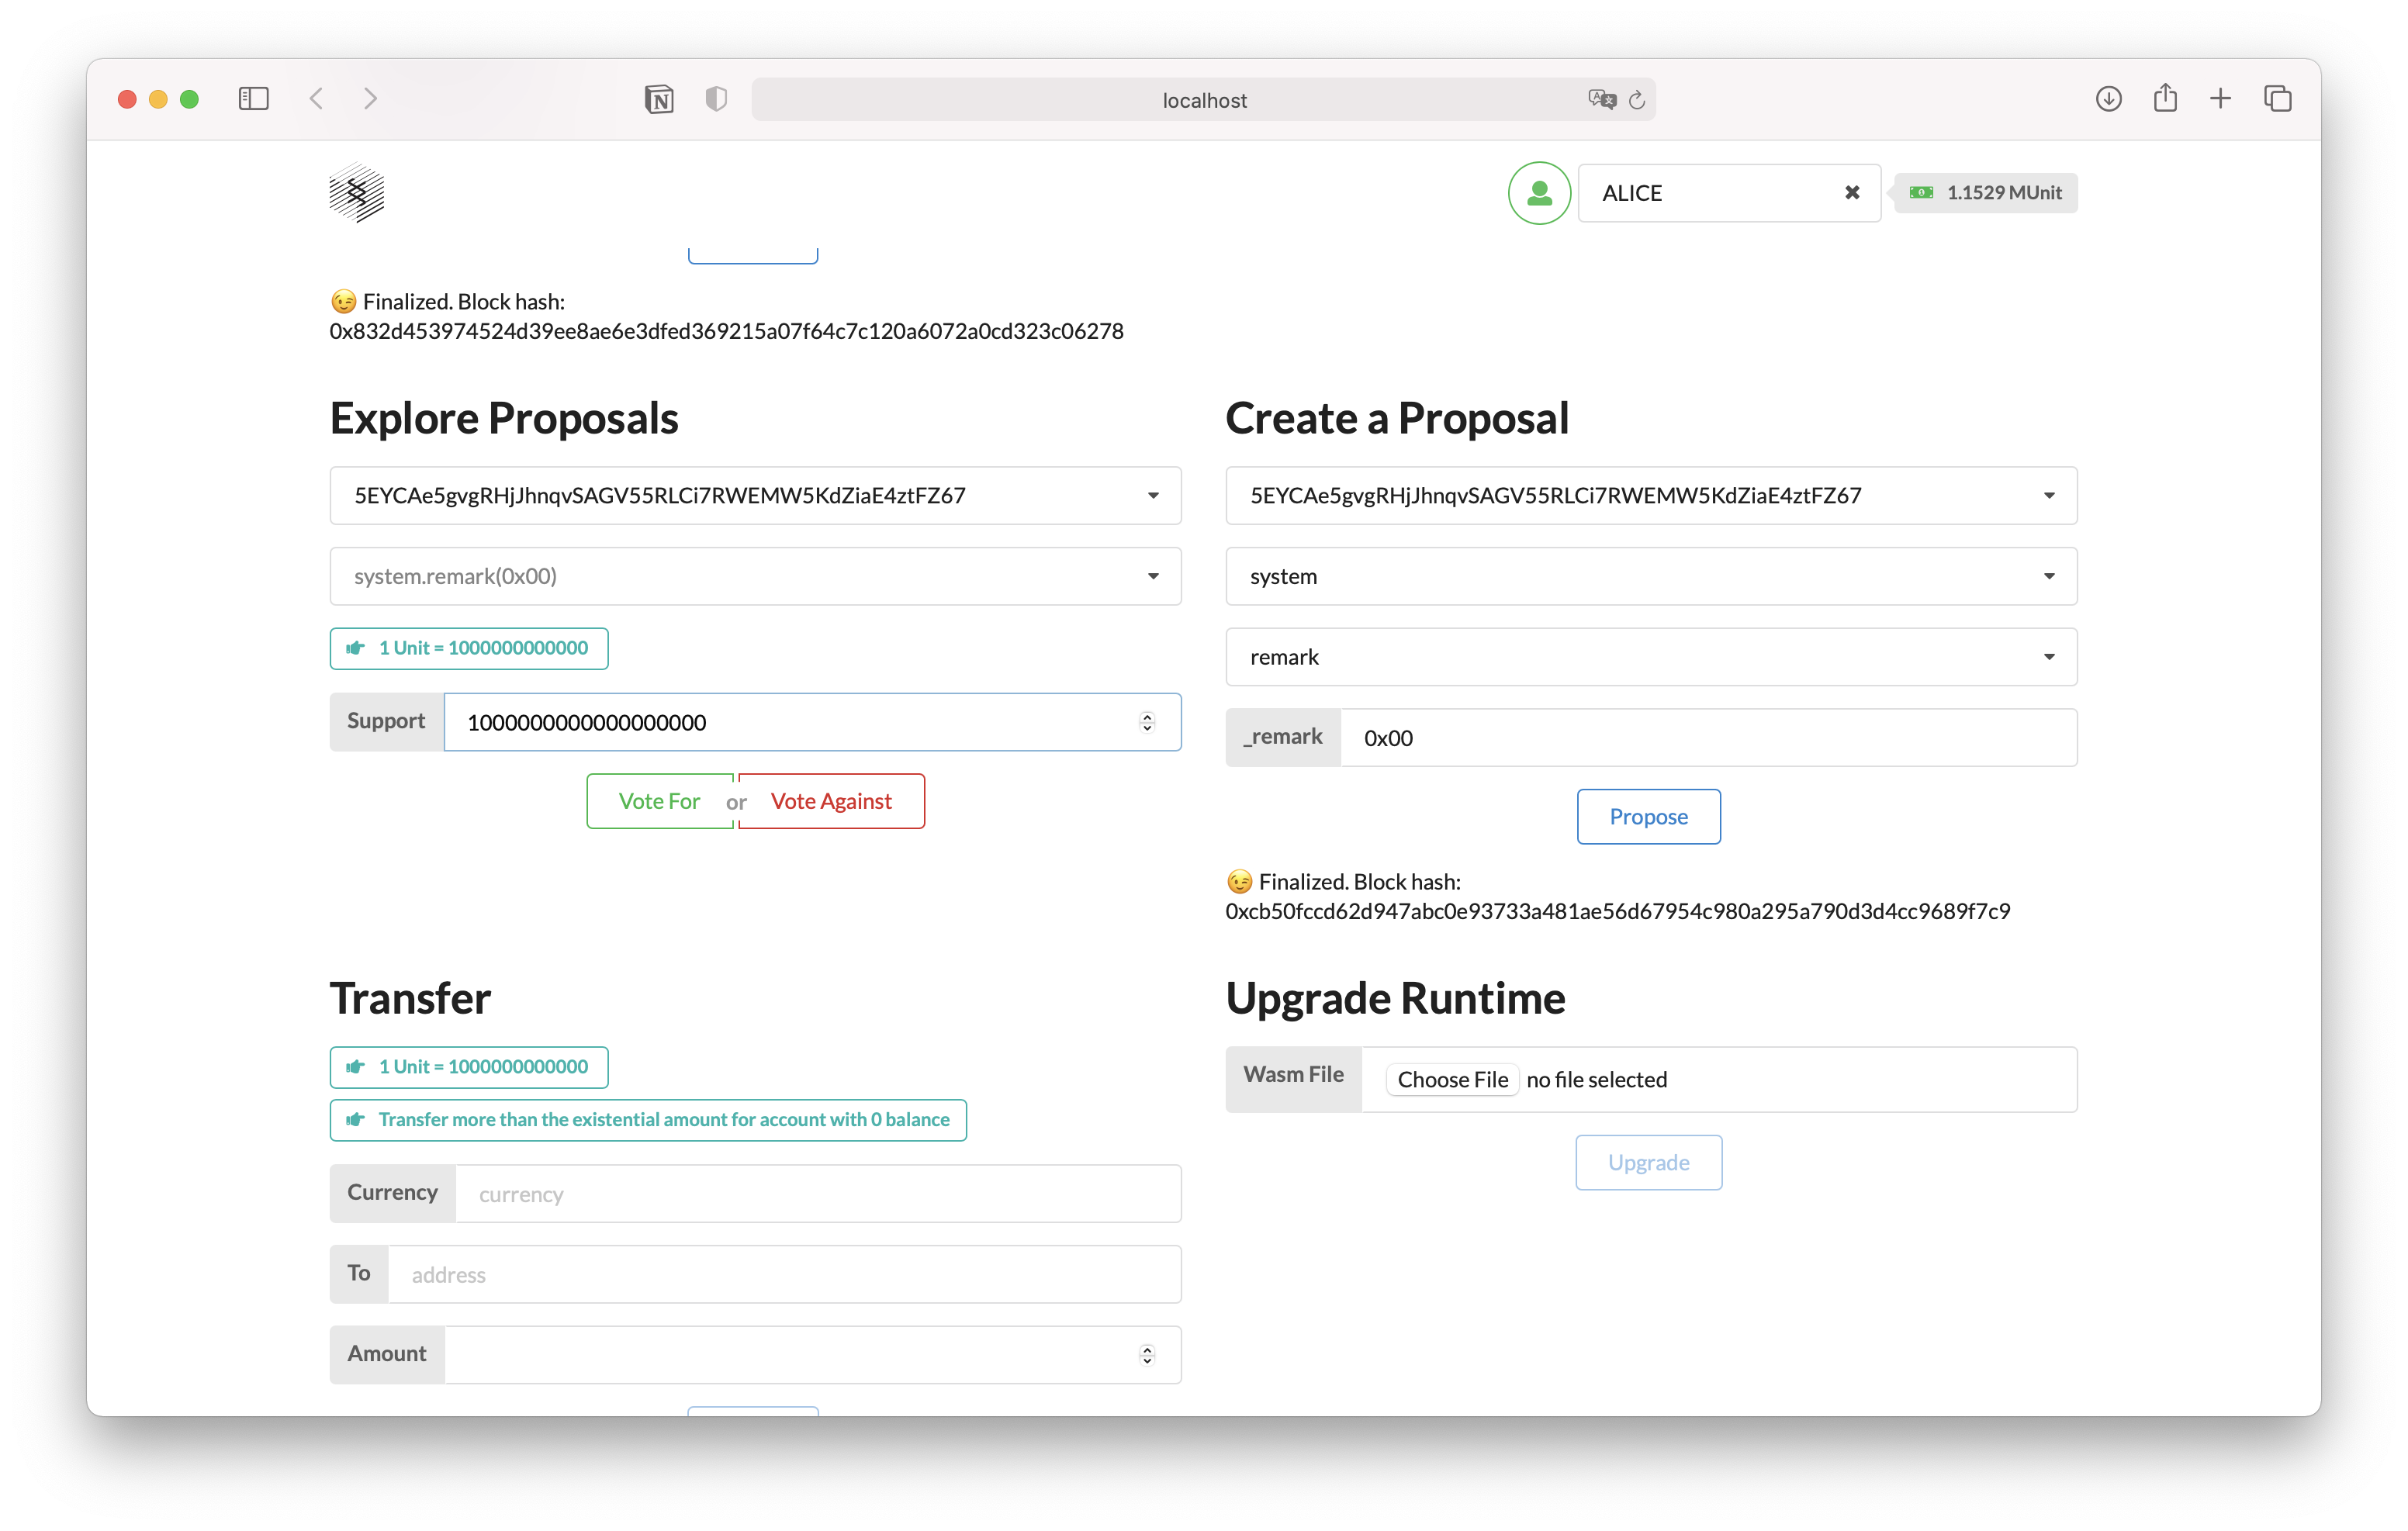 localhost
ALICE
1.1529 MUnit
😉 Finalized. Block hash:
0x832d453974524d39ee8ae6e3dfed369215a07f64c7c120a6072a0cd323c06278
Explore Proposals
5EYCAe5gvgRHjJhnqvSAGV55RLCi7RWEMW5KdZiaE4ztFZ67
system.remark(0x00)
1 Unit = 1000000000000
Support 1000000000000000000
Vote For or Vote Against
Create a Proposal
5EYCAe5gvgRHjJhnqvSAGV55RLCi7RWEMW5KdZiaE4ztFZ67
system
remark
_remark 0x00
Propose
😉 Finalized. Block hash:
0xcb50fccd62d947abc0e93733a481ae56d67954c980a295a790d3d4cc9689f7c9
Transfer
1 Unit = 1000000000000
Transfer more than the existential amount for account with 0 balance
Currency currency
To address
Amount
Upgrade Runtime
Wasm File Choose File no file selected
Upgrade